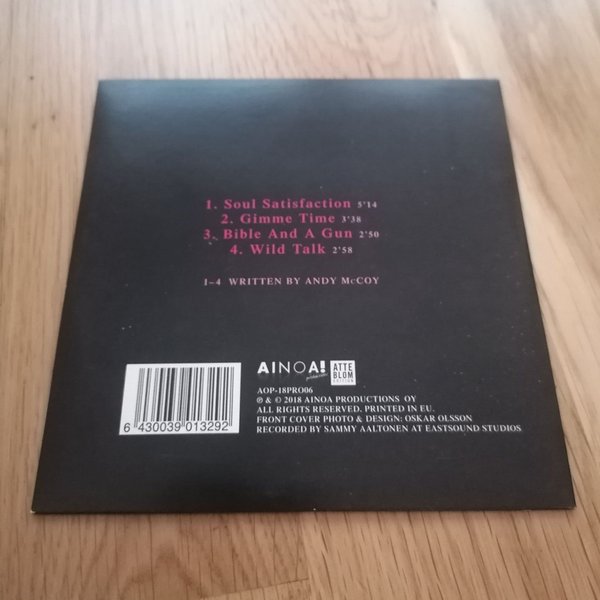 1. Soul Satisfaction 5'14
2. Gimme Time 3'38
3. Bible And A Gun 2'50
4. Wild Talk 2'58
1–4 WRITTEN BY ANDY McCOY
AINOA!
productions
ATTE
BLOM
EDITION
AOP-18PRO06
℗ & © 2018 AINOA PRODUCTIONS OY
ALL RIGHTS RESERVED. PRINTED IN EU.
FRONT COVER PHOTO & DESIGN: OSKAR OLSSON
RECORDED BY SAMMY AALTONEN AT EASTSOUND STUDIOS
6 430039 013292